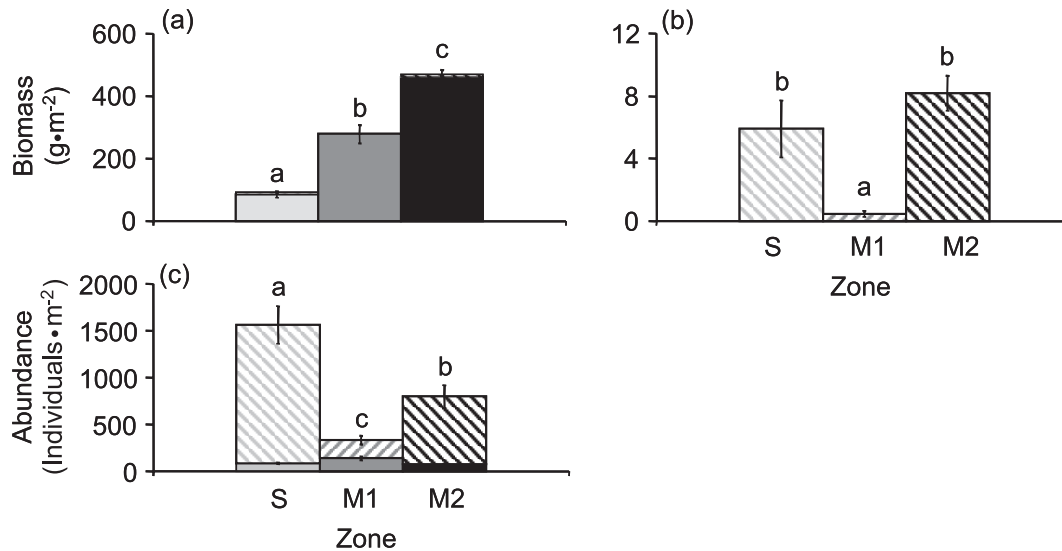 (a)
600
400
200
0
Biomass
(g•m⁻²)
a
b
c
(b)
12
8
4
0
b
a
b
S M1 M2
Zone
(c)
2000
1500
1000
500
0
Abundance
(Individuals•m⁻²)
a
c
b
S M1 M2
Zone